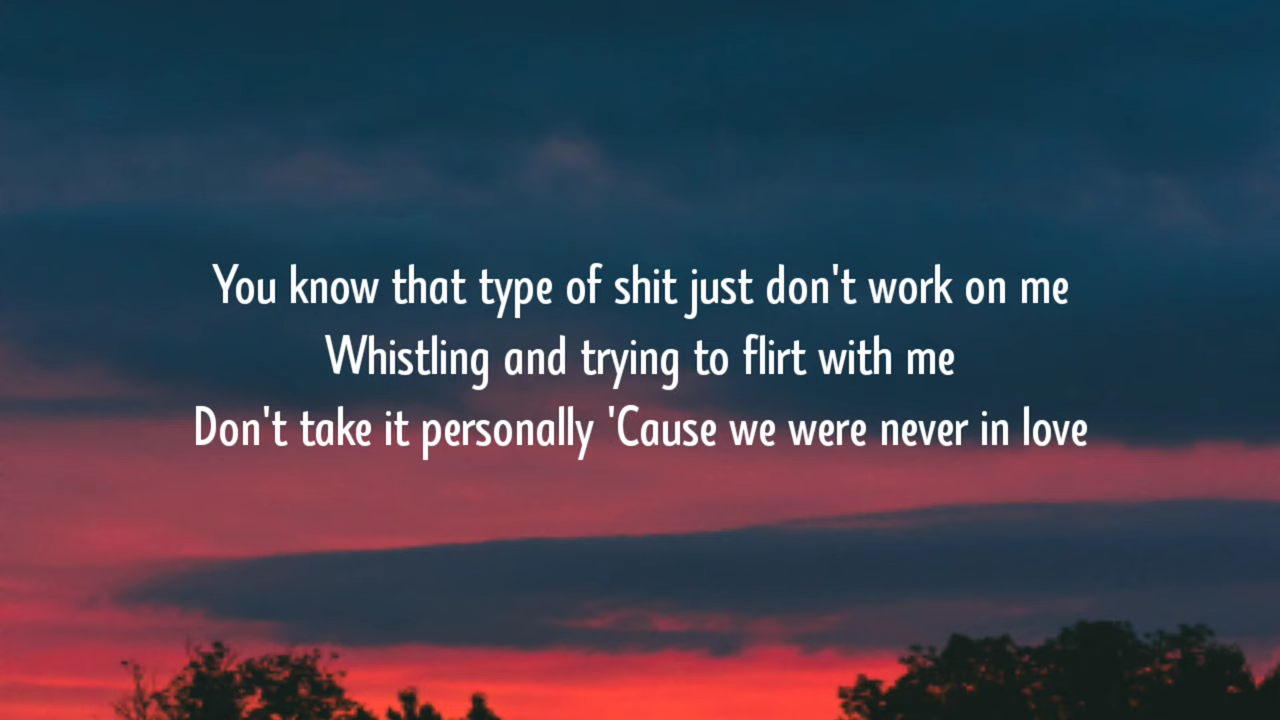 You know that type of shit just don't work on me
Whistling and trying to flirt with me
Don't take it personally 'Cause we were never in love